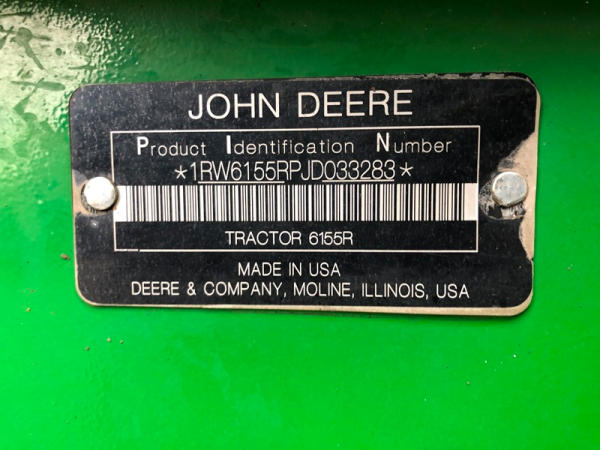 JOHN DEERE
Product Identification Number
*1RW6155RPJD033283*
TRACTOR 6155R
MADE IN USA
DEERE & COMPANY, MOLINE, ILLINOIS, USA